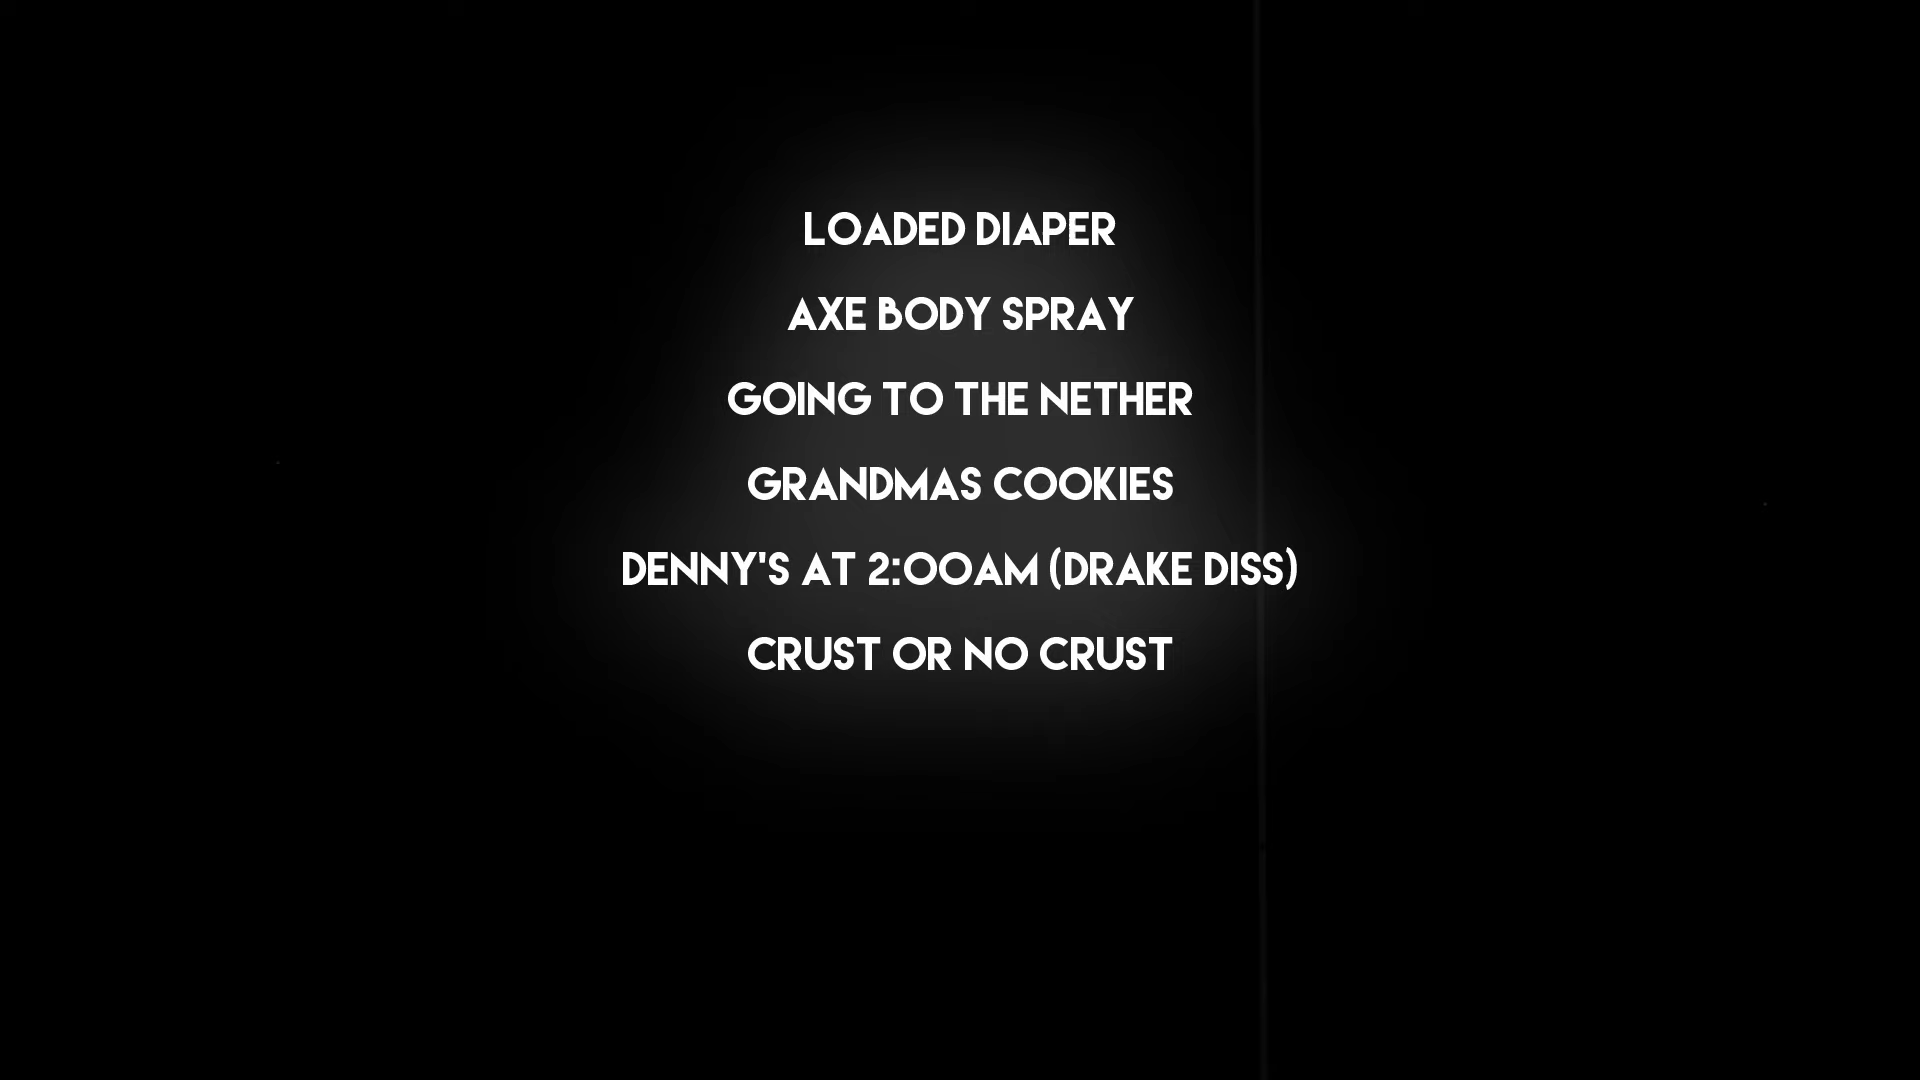 LOADED DIAPER
AXE BODY SPRAY
GOING TO THE NETHER
GRANDMAS COOKIES
DENNY'S AT 2:00AM (DRAKE DISS)
CRUST OR NO CRUST